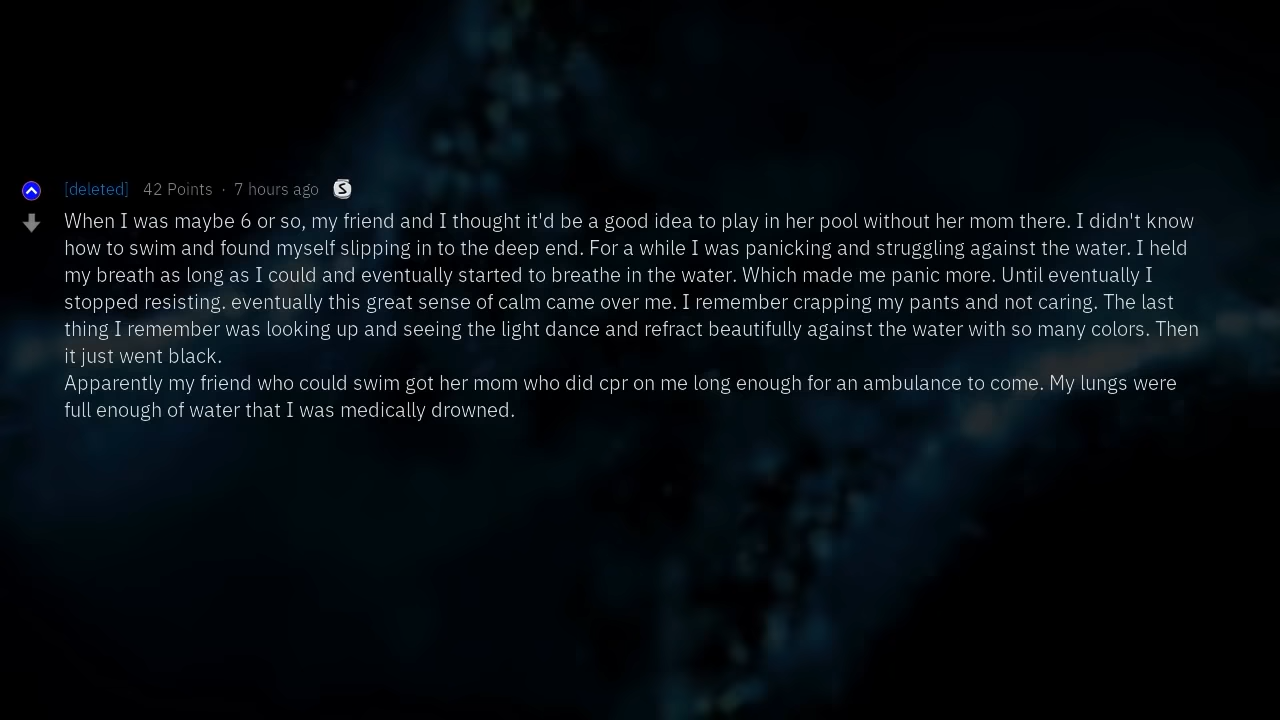 [deleted] 42 Points · 7 hours ago
When I was maybe 6 or so, my friend and I thought it'd be a good idea to play in her pool without her mom there. I didn't know
how to swim and found myself slipping in to the deep end. For a while I was panicking and struggling against the water. I held
my breath as long as I could and eventually started to breathe in the water. Which made me panic more. Until eventually I
stopped resisting. eventually this great sense of calm came over me. I remember crapping my pants and not caring. The last
thing I remember was looking up and seeing the light dance and refract beautifully against the water with so many colors. Then
it just went black.
Apparently my friend who could swim got her mom who did cpr on me long enough for an ambulance to come. My lungs were
full enough of water that I was medically drowned.